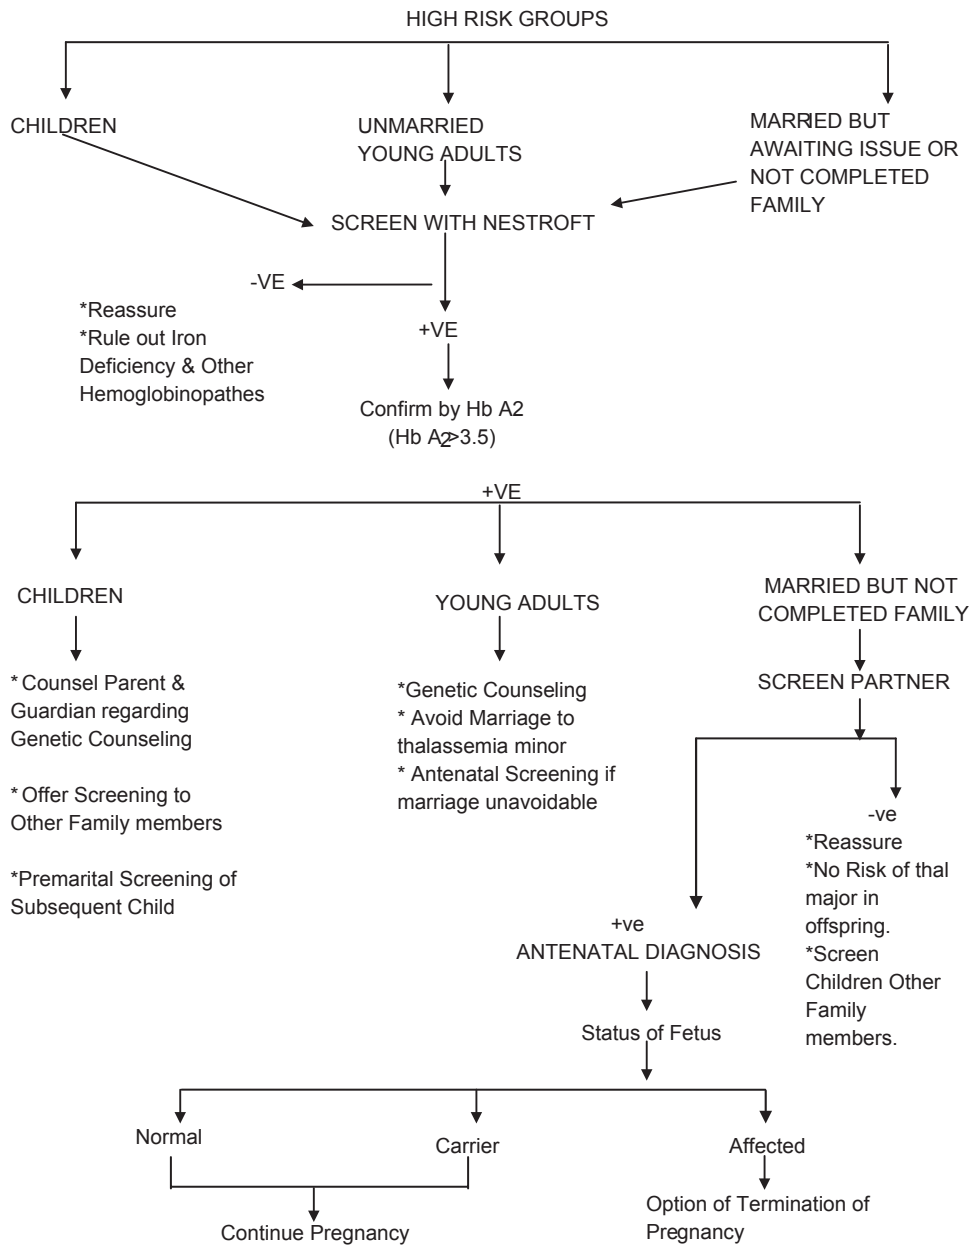 HIGH RISK GROUPS
CHILDREN
UNMARRIED
YOUNG ADULTS
MARRIED BUT
AWAITING ISSUE OR
NOT COMPLETED
FAMILY
SCREEN WITH NESTROFT
-VE
*Reassure
*Rule out Iron
Deficiency & Other
Hemoglobinopathes
+VE
Confirm by Hb A2
(Hb A2>3.5)
+VE
CHILDREN
YOUNG ADULTS
MARRIED BUT NOT
COMPLETED FAMILY
* Counsel Parent &
Guardian regarding
Genetic Counseling
* Offer Screening to
Other Family members
*Premarital Screening of
Subsequent Child
*Genetic Counseling
* Avoid Marriage to
thalassemia minor
* Antenatal Screening if
marriage unavoidable
SCREEN PARTNER
-ve
*Reassure
*No Risk of thal
major in
offspring.
*Screen
Children Other
Family
members.
+ve
ANTENATAL DIAGNOSIS
Status of Fetus
Normal
Carrier
Affected
Continue Pregnancy
Option of Termination of
Pregnancy